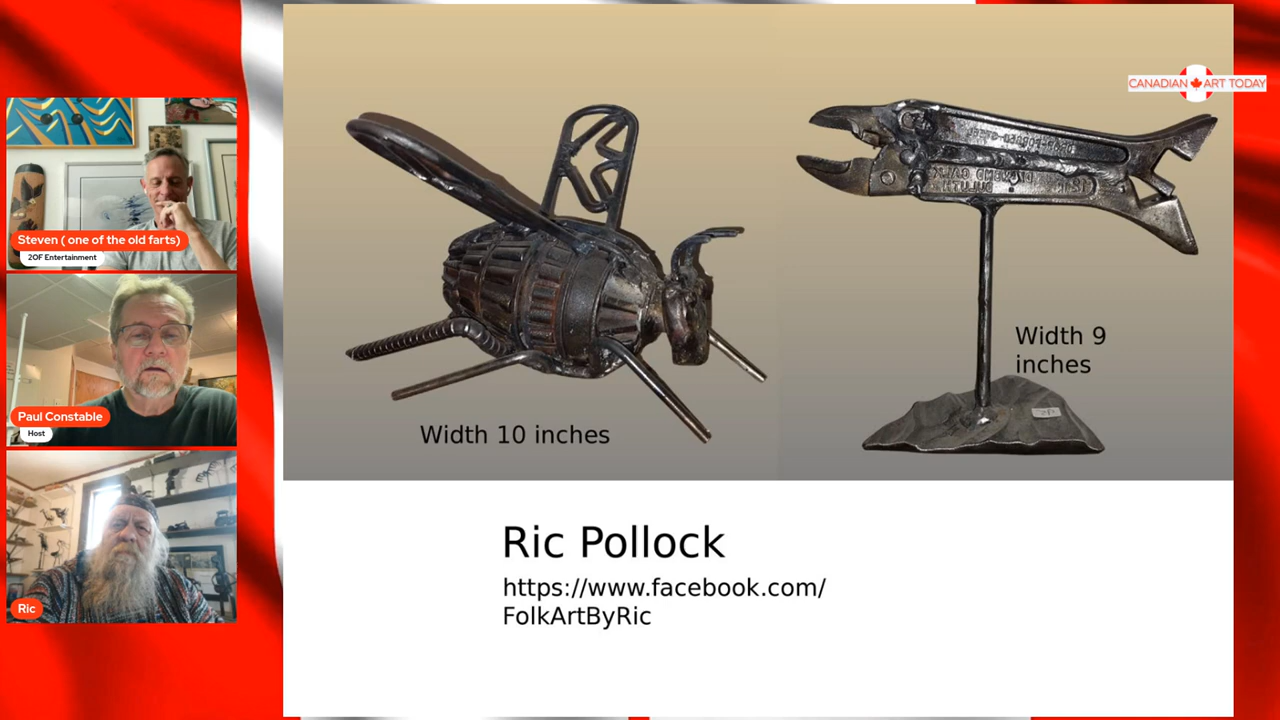 CANADIAN ART TODAY
Steven ( one of the old farts)
2OF Entertainment
Paul Constable
Host
Ric
Width 10 inches
Width 9
inches
Ric Pollock
https://www.facebook.com/
FolkArtByRic